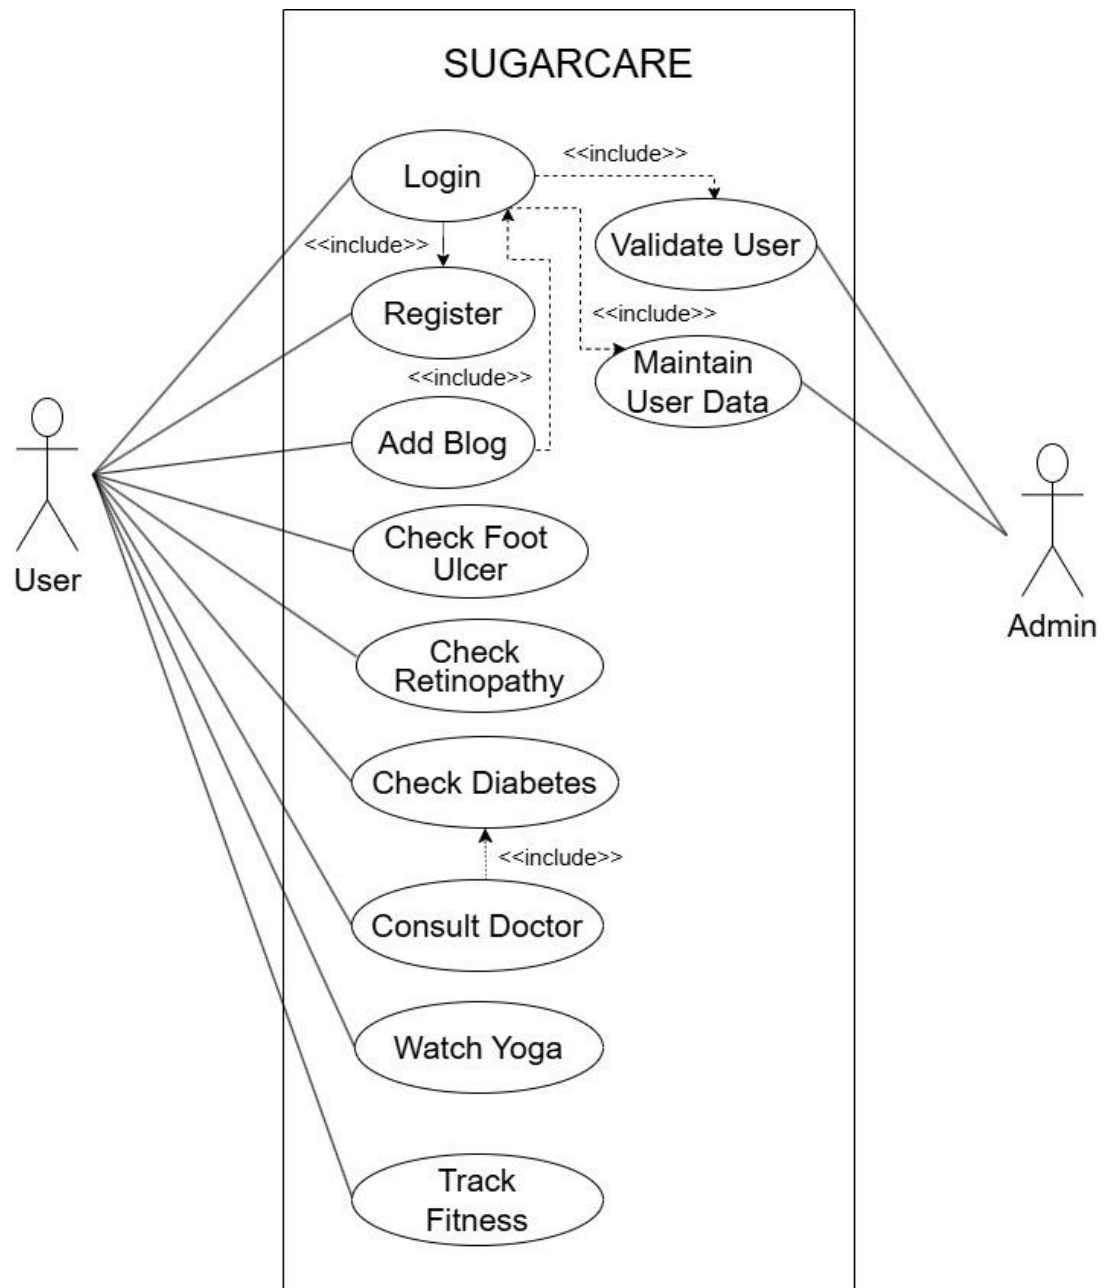 SUGARCARE
Login
<<include>>
Validate User
<<include>>
Register
<<include>>
Maintain
User Data
<<include>>
Add Blog
User
Check Foot
Ulcer
Admin
Check
Retinopathy
Check Diabetes
<<include>>
Consult Doctor
Watch Yoga
Track
Fitness